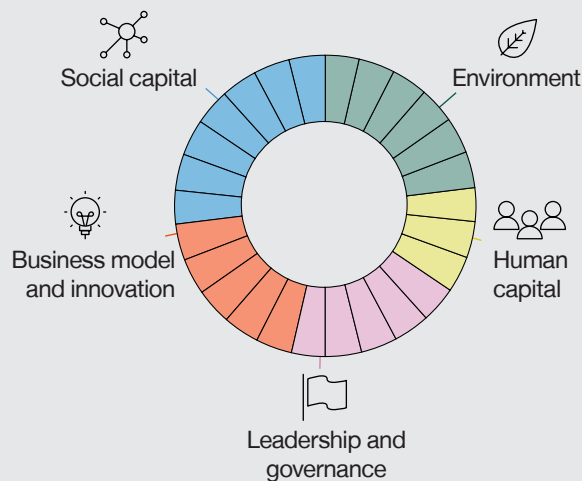 Social capital
Environment
Business model
and innovation
Human
capital
Leadership and
governance